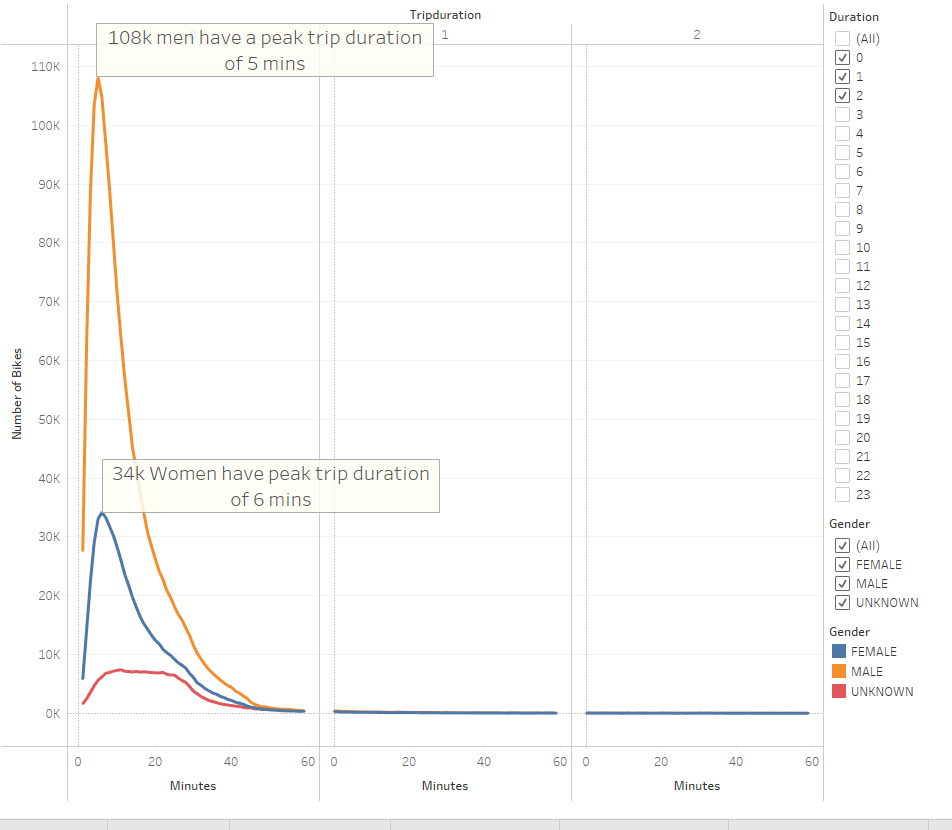 Tripduration
1
2
108k men have a peak trip duration
of 5 mins
110K
100K
90K
80K
70K
60K
50K
40K
30K
20K
10K
0K
Number of Bikes
34k Women have peak trip duration
of 6 mins
0
20
40
60
0
20
40
60
0
20
40
60
Minutes
Minutes
Minutes
Duration
(All)
0
1
2
3
4
5
6
7
8
9
10
11
12
13
14
15
16
17
18
19
20
21
22
23
Gender
(All)
FEMALE
MALE
UNKNOWN
Gender
FEMALE
MALE
UNKNOWN